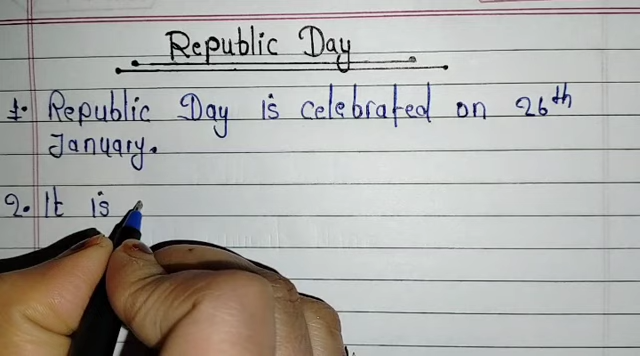 Republic Day
1. Republic Day is celebrated on 26th
January.
2. It is